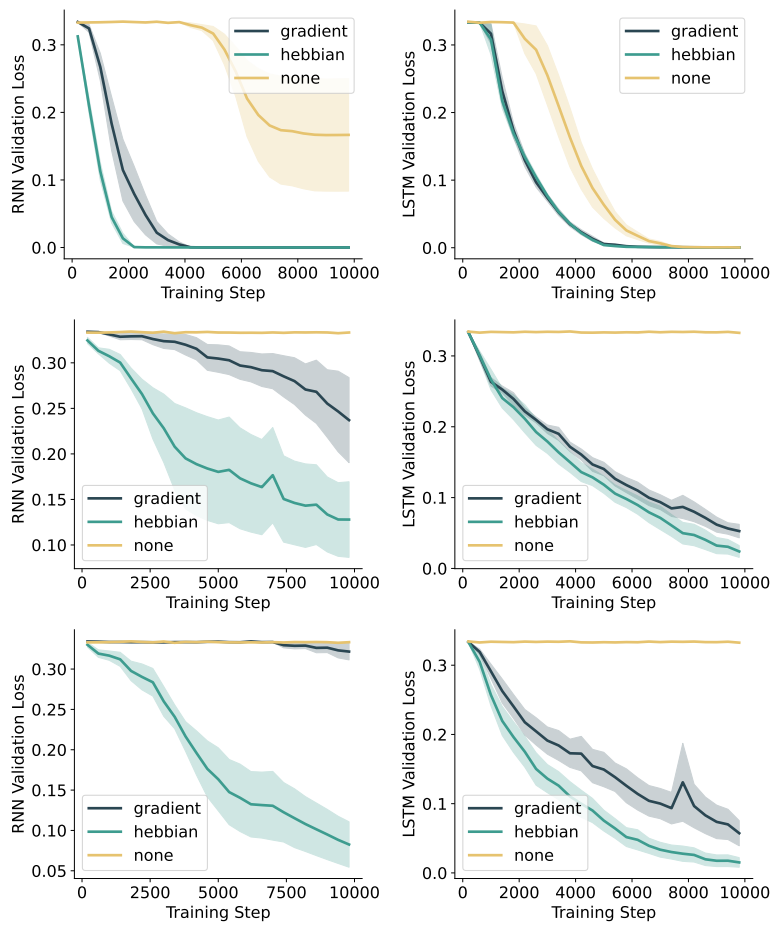 RNN Validation Loss
0.3
0.2
0.1
0.0
gradient
hebbian
none
0 2000 4000 6000 8000 10000
Training Step
LSTM Validation Loss
0.3
0.2
0.1
0.0
gradient
hebbian
none
0 2000 4000 6000 8000 10000
Training Step
RNN Validation Loss
0.30
0.25
0.20
0.15
0.10
gradient
hebbian
none
0 2500 5000 7500 10000
Training Step
LSTM Validation Loss
0.3
0.2
0.1
0.0
gradient
hebbian
none
0 2000 4000 6000 8000 10000
Training Step
RNN Validation Loss
0.30
0.25
0.20
0.15
0.10
0.05
gradient
hebbian
none
0 2500 5000 7500 10000
Training Step
LSTM Validation Loss
0.3
0.2
0.1
0.0
gradient
hebbian
none
0 2000 4000 6000 8000 10000
Training Step